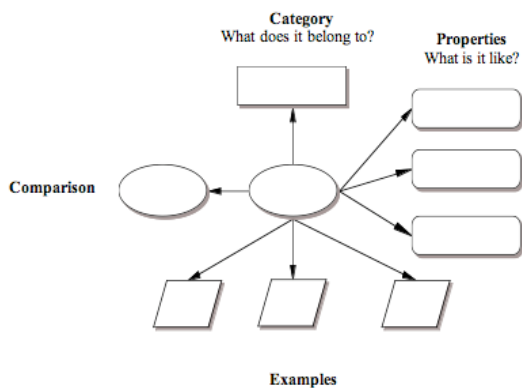 Category
What does it belong to?
Properties
What is it like?
Comparison
Examples